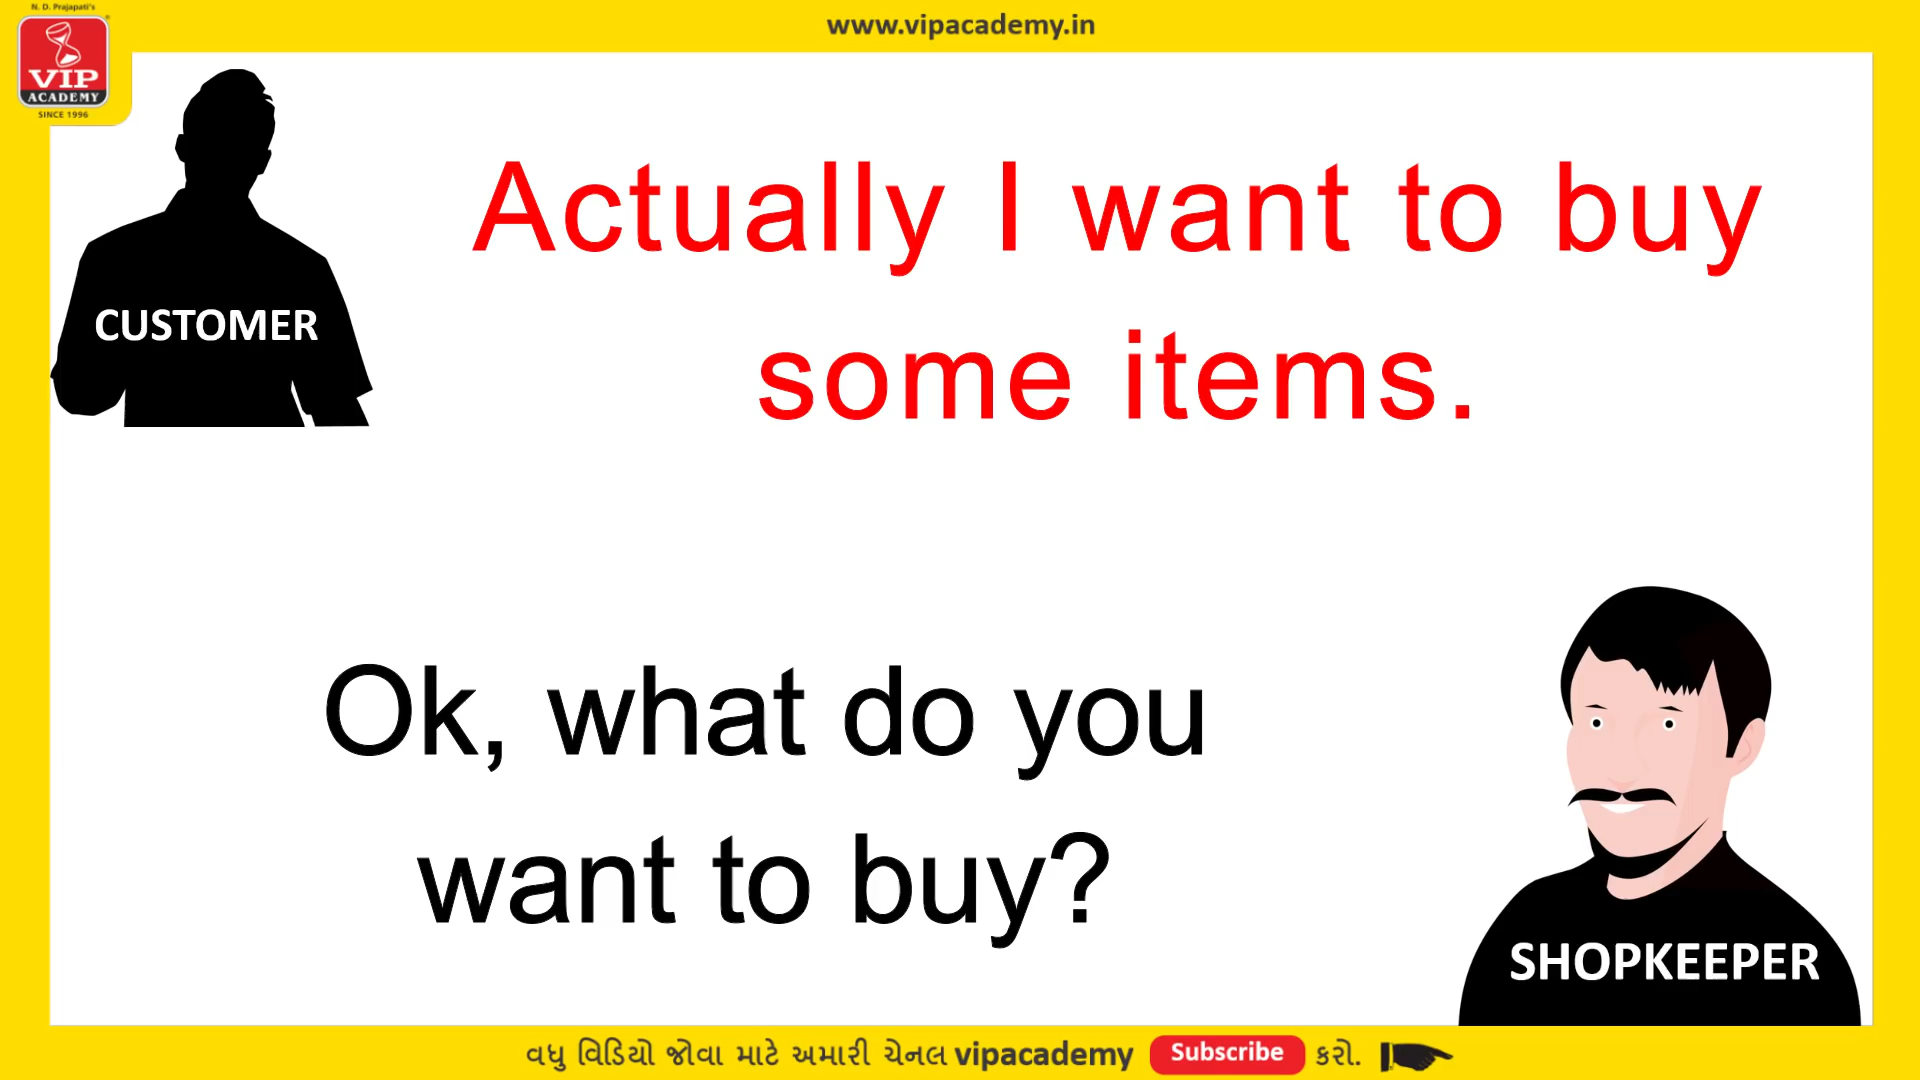 www.vipacademy.in
N. D. Prajapati's
VIP
ACADEMY
SINCE 1996
CUSTOMER
Actually I want to buy
some items.
Ok, what do you
want to buy?
SHOPKEEPER
વધુ વિડિયો જોવા માટે અમારી ચેનલ vipacademy Subscribe કરો.